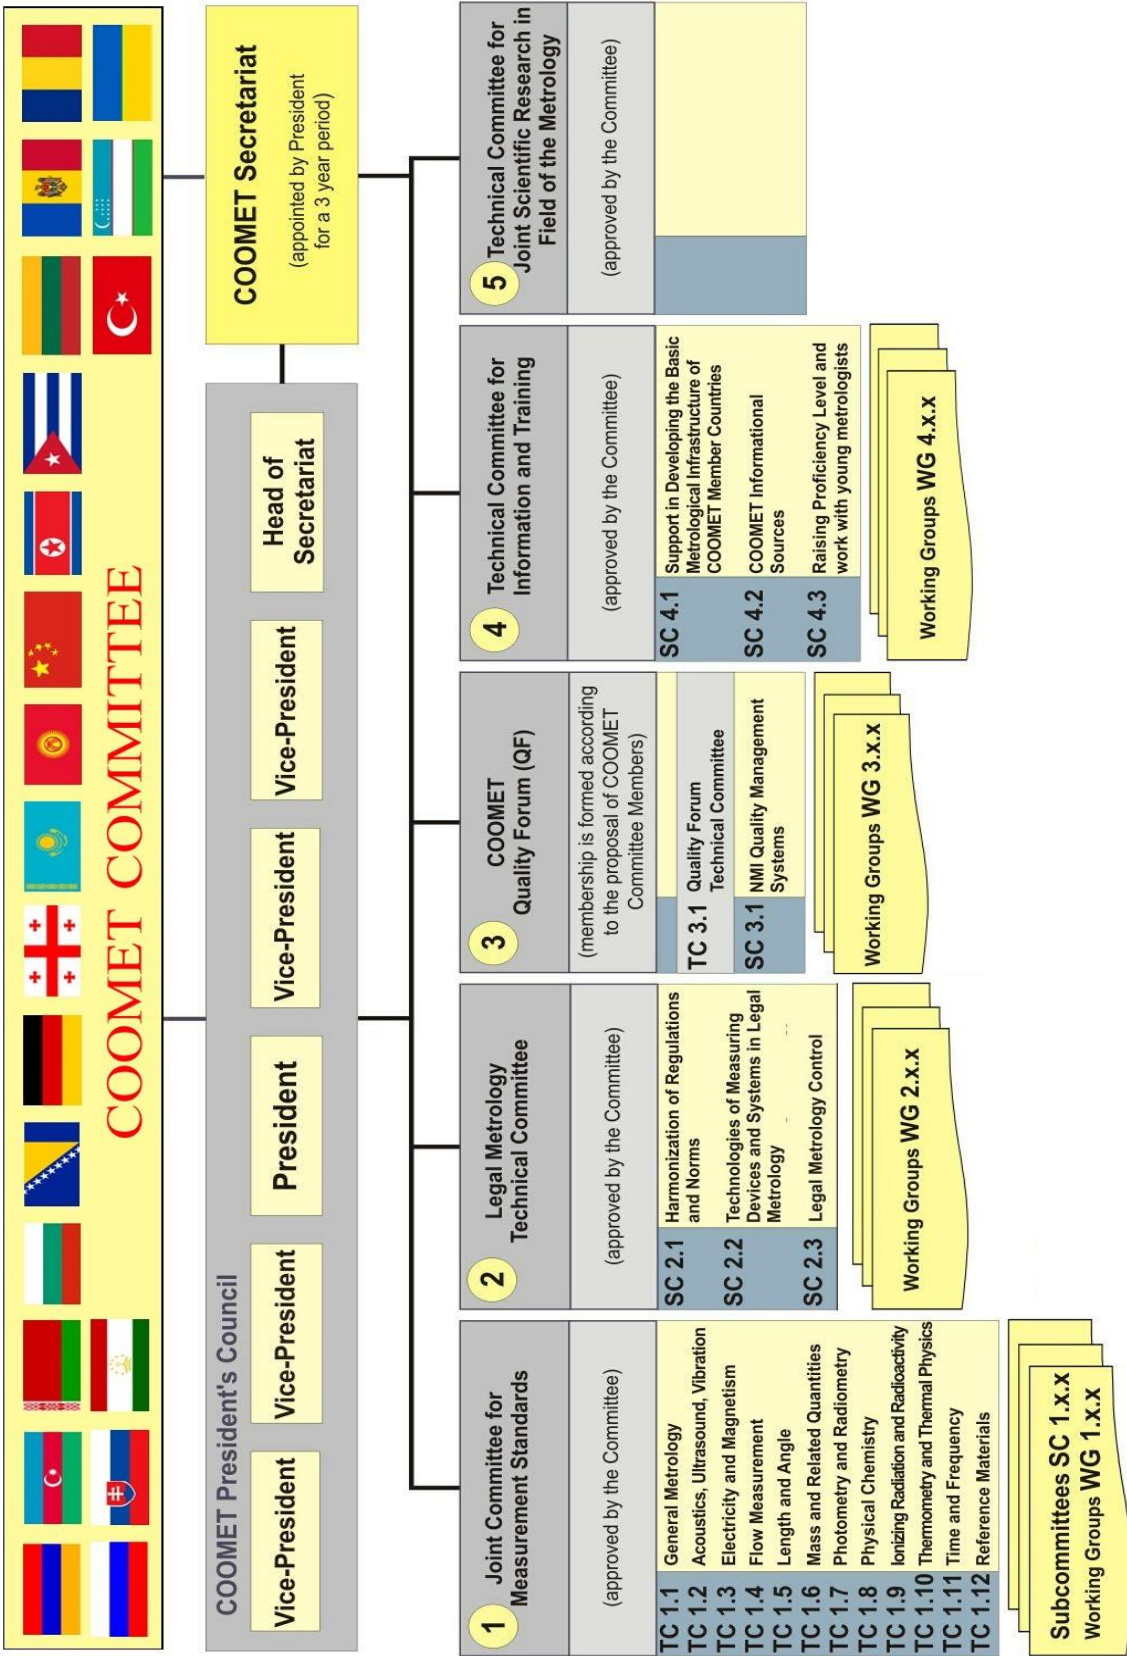 COOMET COMMITTEE
COOMET President's Council
Vice-President
Vice-President
President
Vice-President
Vice-President
Head of
Secretariat
COOMET Secretariat
(appointed by President
for a 3 year period)
1
Joint Committee for
Measurement Standards
(approved by the Committee)
TC 1.1 General Metrology
TC 1.2 Acoustics, Ultrasound, Vibration
TC 1.3 Electricity and Magnetism
TC 1.4 Flow Measurement
TC 1.5 Length and Angle
TC 1.6 Mass and Related Quantities
TC 1.7 Photometry and Radiometry
TC 1.8 Physical Chemistry
TC 1.9 Ionizing Radiation and Radioactivity
TC 1.10 Thermometry and Thermal Physics
TC 1.11 Time and Frequency
TC 1.12 Reference Materials
Subcommittees SC 1.x.x
Working Groups WG 1.x.x
2
Legal Metrology
Technical Committee
(approved by the Committee)
SC 2.1 Harmonization of Regulations
and Norms
SC 2.2 Technologies of Measuring
Devices and Systems in Legal
Metrology
SC 2.3 Legal Metrology Control
Working Groups WG 2.x.x
3
COOMET
Quality Forum (QF)
(membership is formed according
to the proposal of COOMET
Committee Members)
TC 3.1 Quality Forum
Technical Committee
SC 3.1 NMI Quality Management
Systems
Working Groups WG 3.x.x
4
Technical Committee for
Information and Training
(approved by the Committee)
SC 4.1 Support in Developing the Basic
Metrological Infrastructure of
COOMET Member Countries
SC 4.2 COOMET Informational
Sources
SC 4.3 Raising Proficiency Level and
work with young metrologists
Working Groups WG 4.x.x
5
Technical Committee for
Joint Scientific Research in
Field of the Metrology
(approved by the Committee)